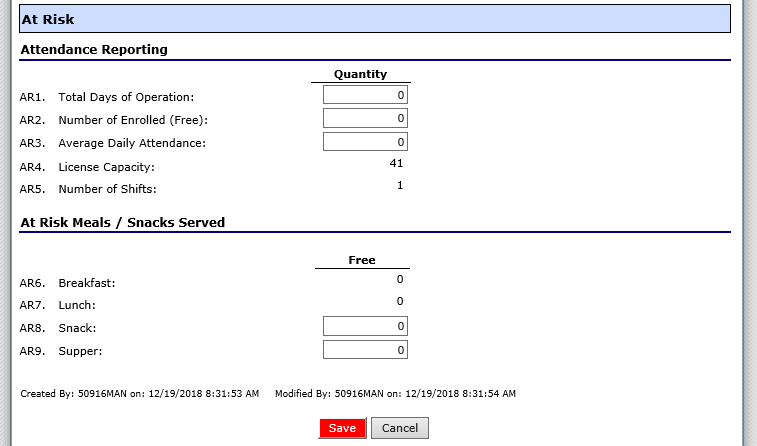 At Risk
Attendance Reporting
Quantity
AR1. Total Days of Operation: 0
AR2. Number of Enrolled (Free): 0
AR3. Average Daily Attendance: 0
AR4. License Capacity: 41
AR5. Number of Shifts: 1
At Risk Meals / Snacks Served
Free
AR6. Breakfast: 0
AR7. Lunch: 0
AR8. Snack: 0
AR9. Supper: 0
Created By: 50916MAN on: 12/19/2018 8:31:53 AM Modified By: 50916MAN on: 12/19/2018 8:31:54 AM
Save Cancel